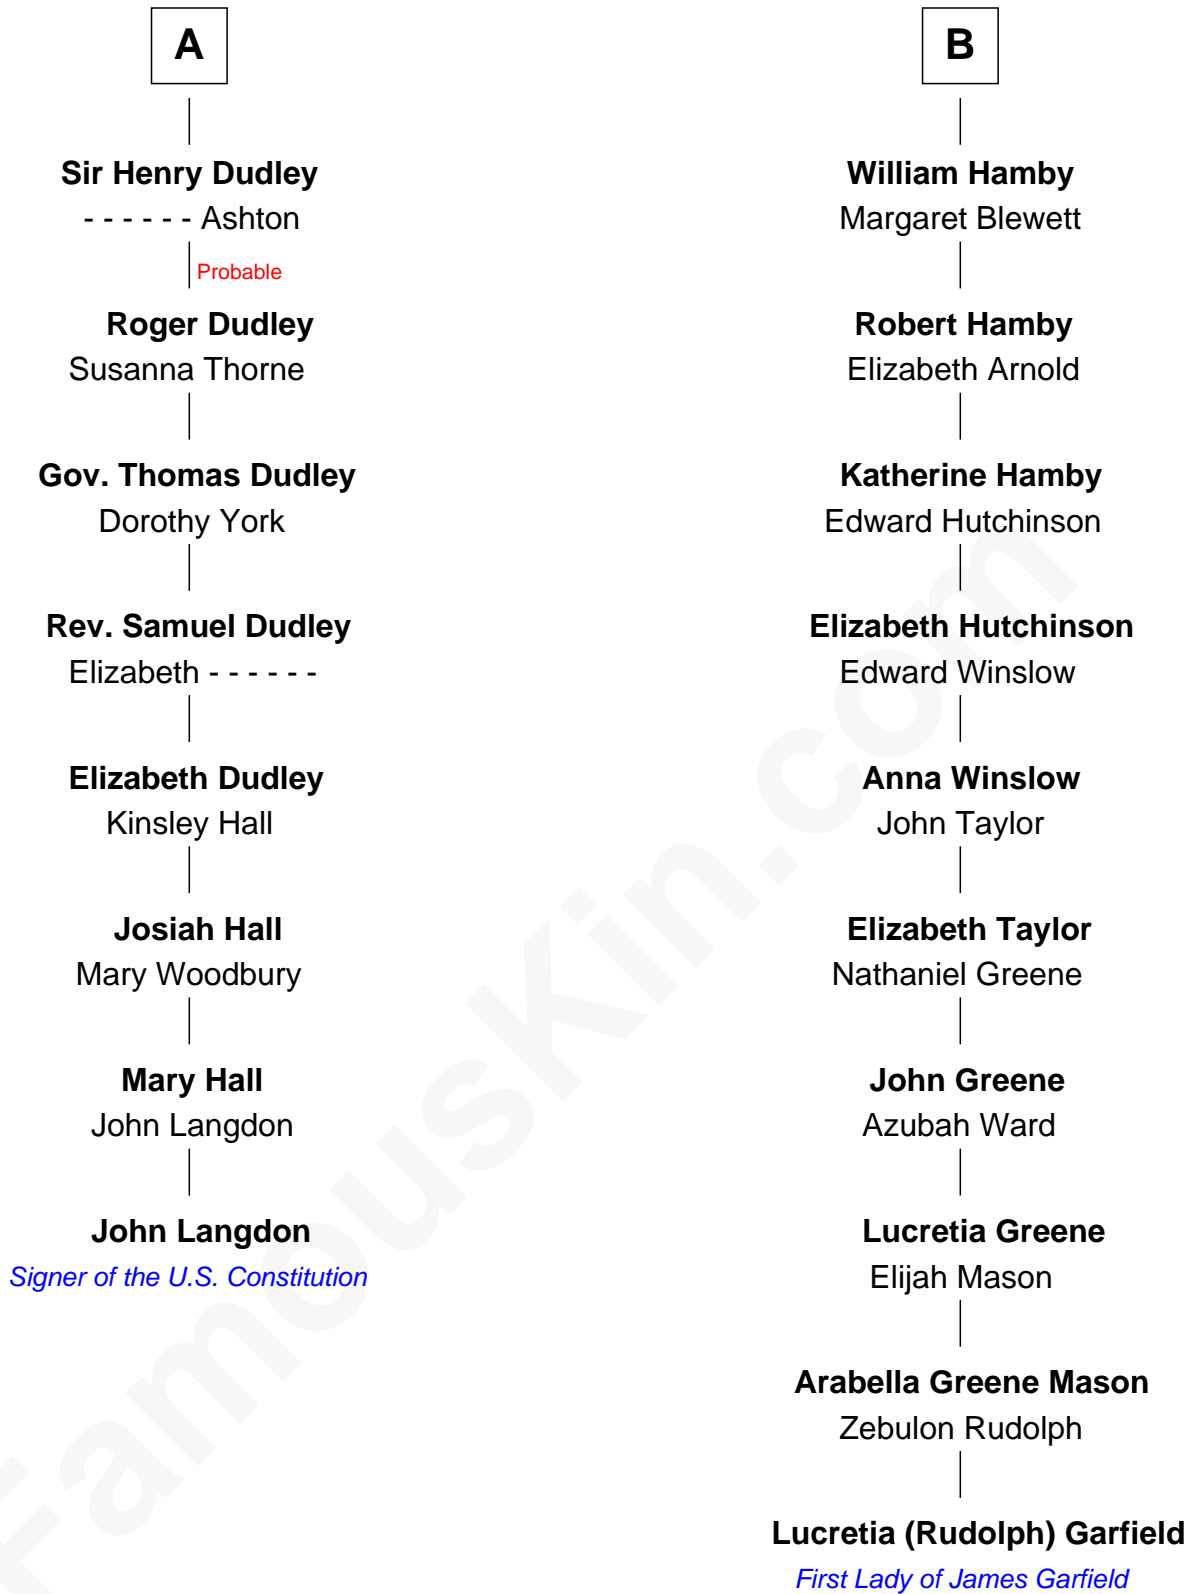 A
Sir Henry Dudley
- - - - - - Ashton
Probable
Roger Dudley
Susanna Thorne
Gov. Thomas Dudley
Dorothy York
Rev. Samuel Dudley
Elizabeth - - - - - -
Elizabeth Dudley
Kinsley Hall
Josiah Hall
Mary Woodbury
Mary Hall
John Langdon
John Langdon
Signer of the U.S. Constitution
B
William Hamby
Margaret Blewett
Robert Hamby
Elizabeth Arnold
Katherine Hamby
Edward Hutchinson
Elizabeth Hutchinson
Edward Winslow
Anna Winslow
John Taylor
Elizabeth Taylor
Nathaniel Greene
John Greene
Azubah Ward
Lucretia Greene
Elijah Mason
Arabella Greene Mason
Zebulon Rudolph
Lucretia (Rudolph) Garfield
First Lady of James Garfield
FamousKin.com